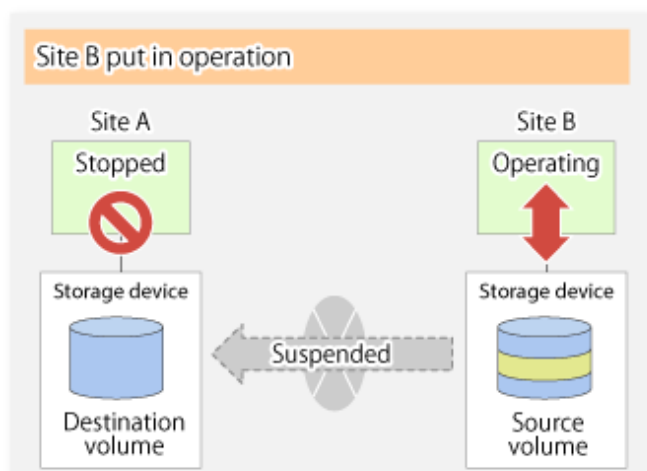 Site B put in operation
Site A
Site B
Stopped
Operating
Storage device
Storage device
Suspended
Destination
volume
Source
volume